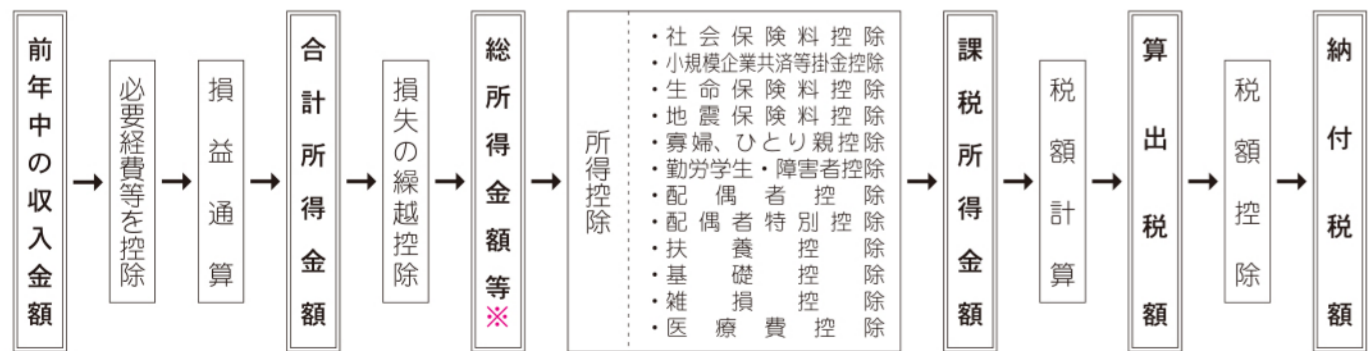 前年中の収入金額
→
必要経費等を控除
→
損益通算
→
合計所得金額
→
損失の繰越控除
→
総所得金額等※
→
所得控除
・社会保険料控除
・小規模企業共済等掛金控除
・生命保険料控除
・地震保険料控除
・寡婦、ひとり親控除
・勤労学生・障害者控除
・配偶者控除
・配偶者特別控除
・扶養控除
・基礎控除
・雑損控除
・医療費控除
→
課税所得金額
→
税額計算
→
算出税額
→
税額控除
→
納付税額